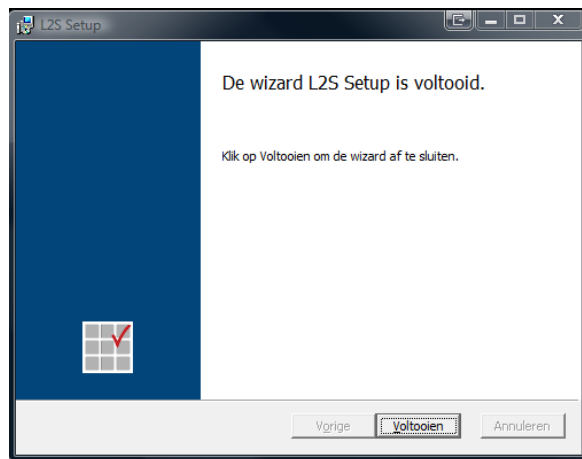 L2S Setup
De wizard L2S Setup is voltooid.
Klik op Voltooien om de wizard af te sluiten.
Vorige
Voltooien
Annuleren